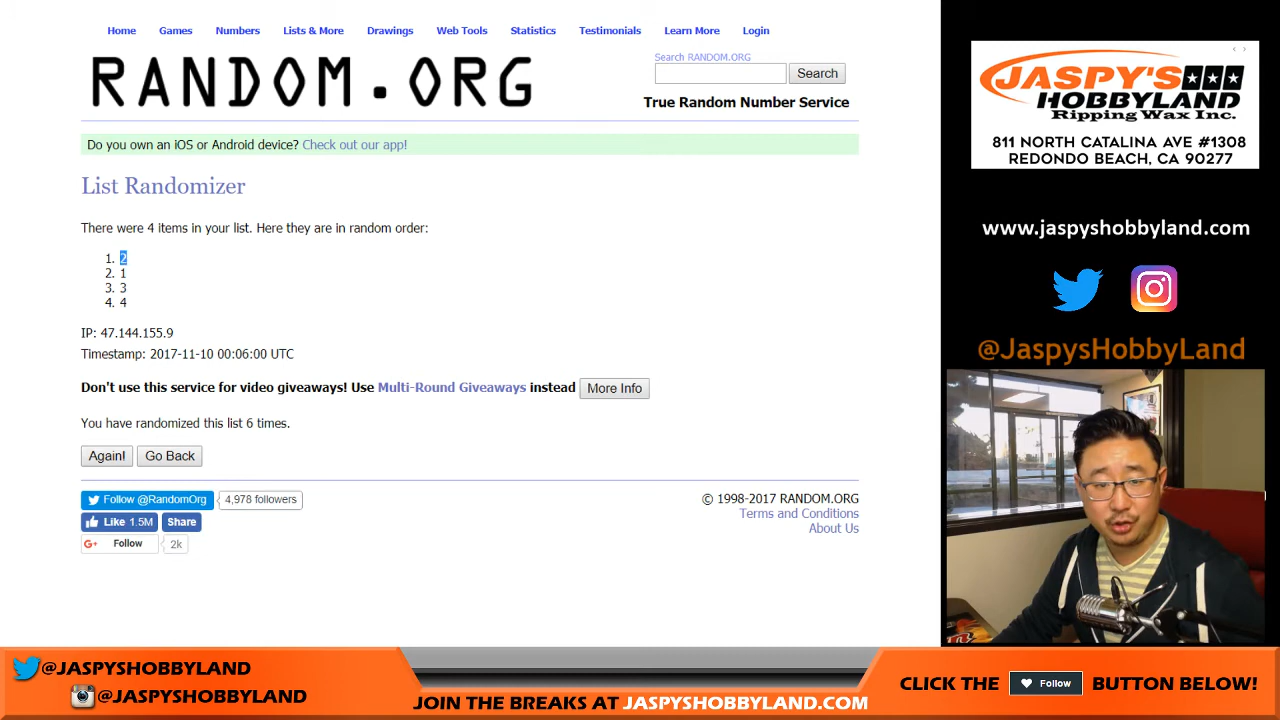 Home Games Numbers Lists & More Drawings Web Tools Statistics Testimonials Learn More Login
RANDOM.ORG
Search RANDOM.ORG
Search
True Random Number Service
Do you own an iOS or Android device? Check out our app!
List Randomizer
There were 4 items in your list. Here they are in random order:
1. 2
2. 1
3. 3
4. 4
IP: 47.144.155.9
Timestamp: 2017-11-10 00:06:00 UTC
Don't use this service for video giveaways! Use Multi-Round Giveaways instead More Info
You have randomized this list 6 times.
Again! Go Back
Follow @RandomOrg 4,978 followers
Like 1.5M Share
G+ Follow 2k
© 1998-2017 RANDOM.ORG
Terms and Conditions
About Us
JASPY'S
HOBBYLAND
Ripping Wax Inc.
811 NORTH CATALINA AVE #1308
REDONDO BEACH, CA 90277
www.jaspyshobbyland.com
@JaspysHobbyLand
@JASPYSHOBBYLAND
@JASPYSHOBBYLAND
JOIN THE BREAKS AT JASPYSHOBBYLAND.COM
CLICK THE Follow BUTTON BELOW!